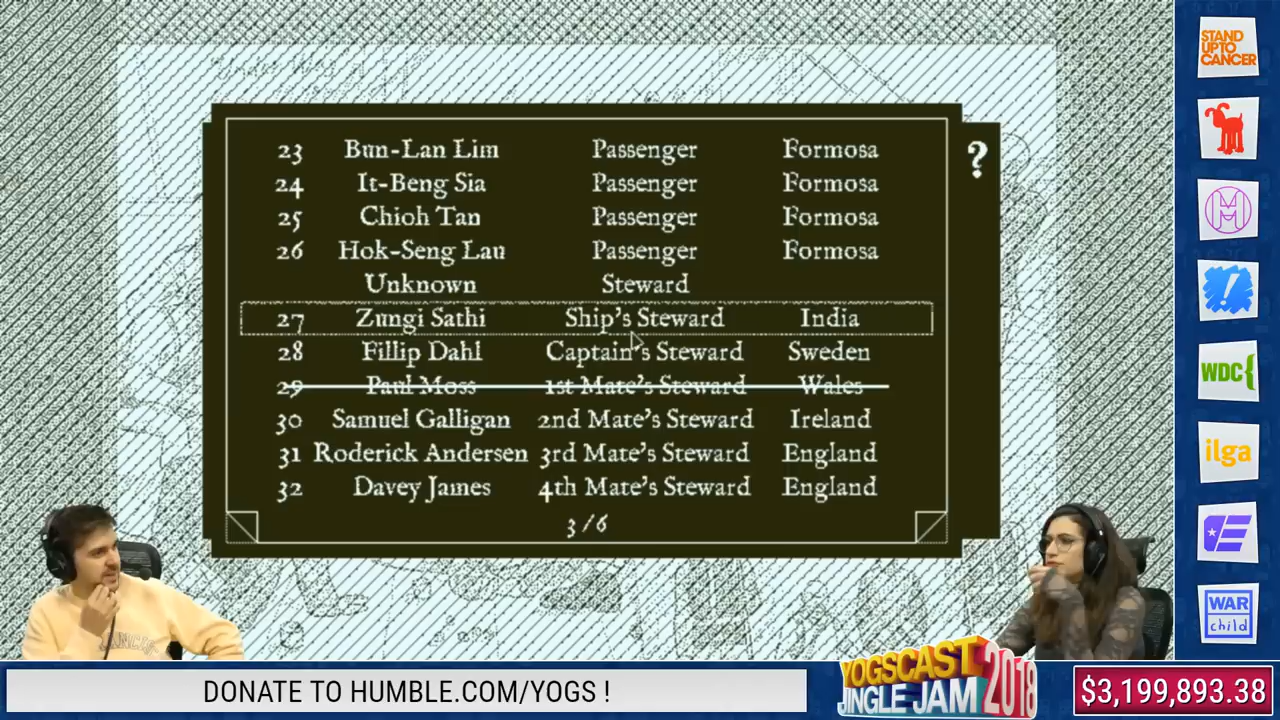 23 Bun-Lan Lim Passenger Formosa
24 It-Beng Sia Passenger Formosa
25 Chioh Tan Passenger Formosa
26 Hok-Seng Lau Passenger Formosa
Unknown Steward
27 Zungi Sathi Ship's Steward India
28 Fillip Dahl Captain's Steward Sweden
29 Paul Moss 1st Mate's Steward Wales
30 Samuel Galligan 2nd Mate's Steward Ireland
31 Roderick Andersen 3rd Mate's Steward England
32 Davey James 4th Mate's Steward England
3/6
?
STAND
UP TO
CANCER
M
!
WDC
ilga
E
WAR
child
DONATE TO HUMBLE.COM/YOGS !
YOGSCAST
JINGLE JAM 2018
$3,199,893.38